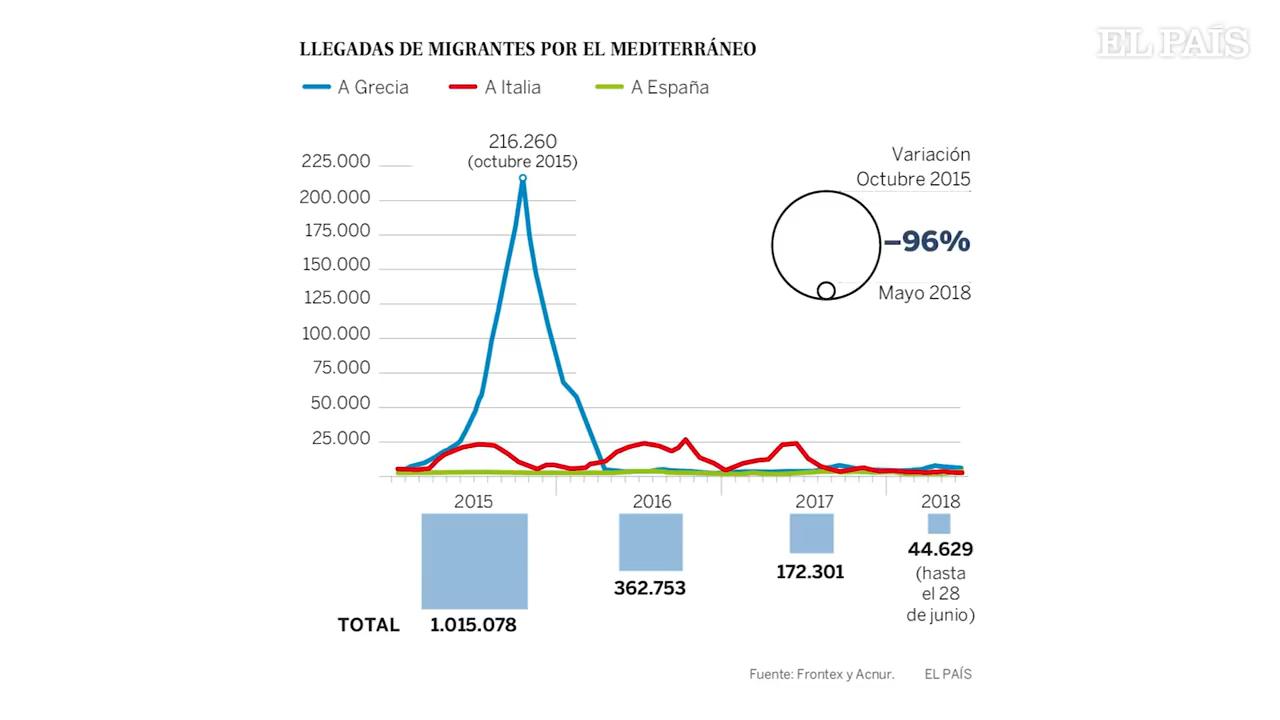 EL PAÍS
LLEGADAS DE MIGRANTES POR EL MEDITERRÁNEO
A Grecia
A Italia
A España
216.260
(octubre 2015)
225.000
200.000
175.000
150.000
125.000
100.000
75.000
50.000
25.000
Variación
Octubre 2015
–96%
Mayo 2018
2015
2016
2017
2018
TOTAL
1.015.078
362.753
172.301
44.629
(hasta
el 28
de junio)
Fuente: Frontex y Acnur.
EL PAÍS